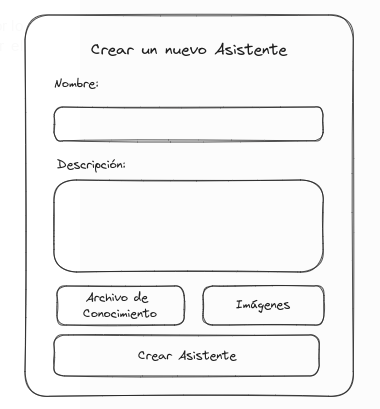 Crear un nuevo Asistente
Nombre:
Descripción:
Archivo de
Conocimiento
Imágenes
Crear Asistente